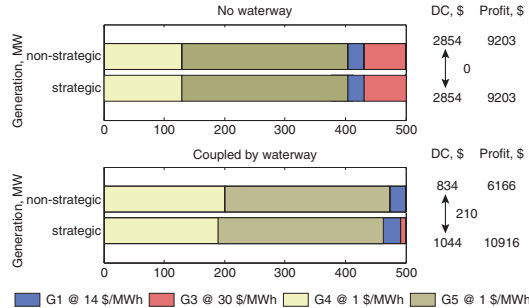 No waterway
DC, $ Profit, $
Generation, MW
non-strategic
2854 9203
0
strategic
2854 9203
0 100 200 300 400 500
Coupled by waterway
DC, $ Profit, $
Generation, MW
non-strategic
834 6166
210
strategic
1044 10916
0 100 200 300 400 500
G1 @ 14 $/MWh G3 @ 30 $/MWh G4 @ 1 $/MWh G5 @ 1 $/MWh